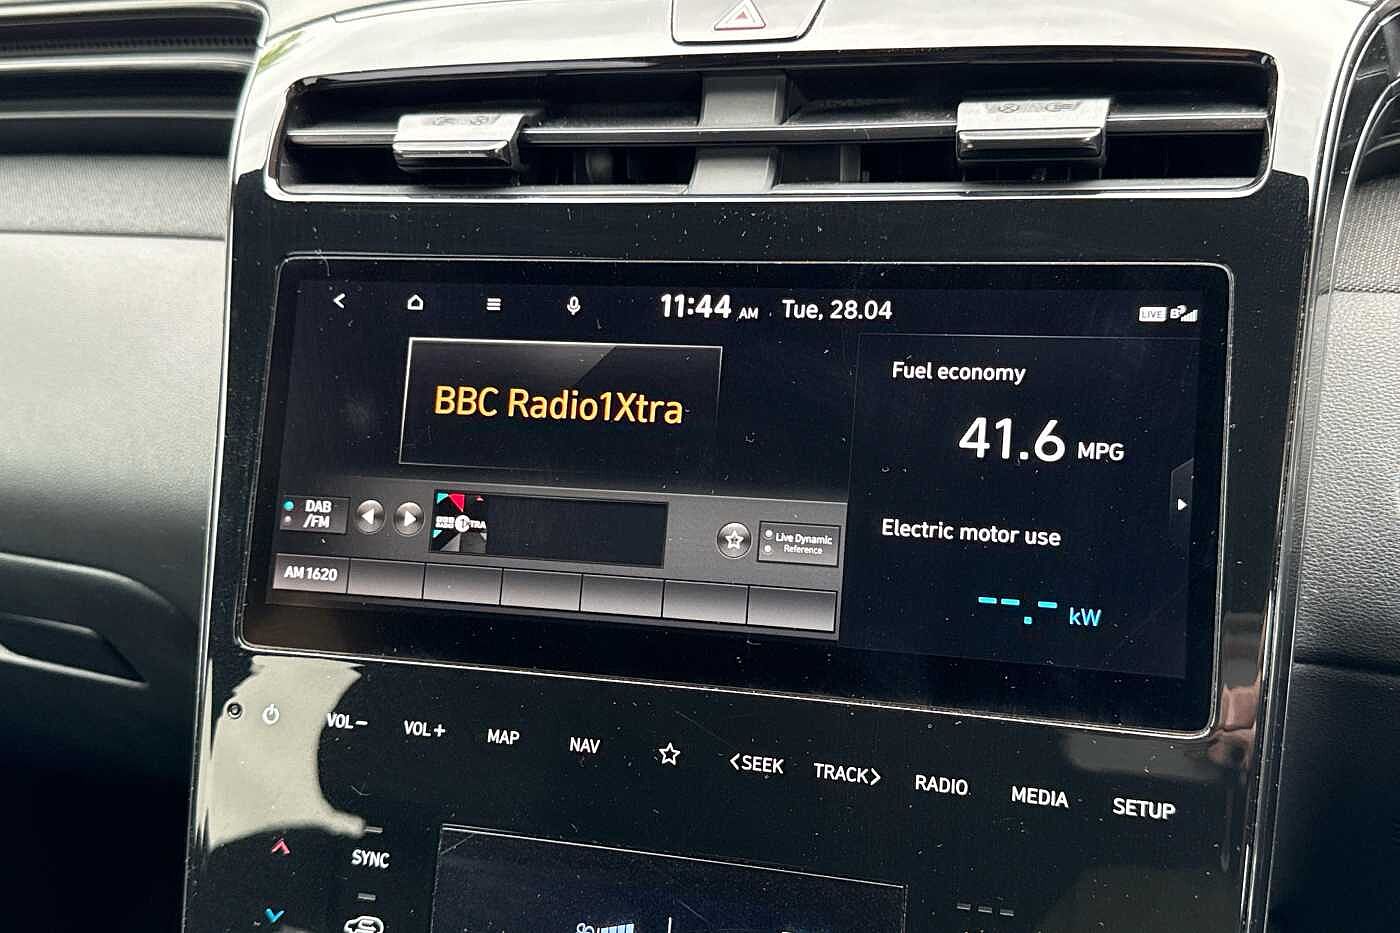 11:44 AM Tue, 28.04
LIVE
BBC Radio1Xtra
Fuel economy
41.6 MPG
DAB
/FM
Live Dynamic
Reference
Electric motor use
--.- kW
AM 1620
VOL−
VOL+
MAP
NAV
<SEEK
TRACK>
RADIO
MEDIA
SETUP
SYNC